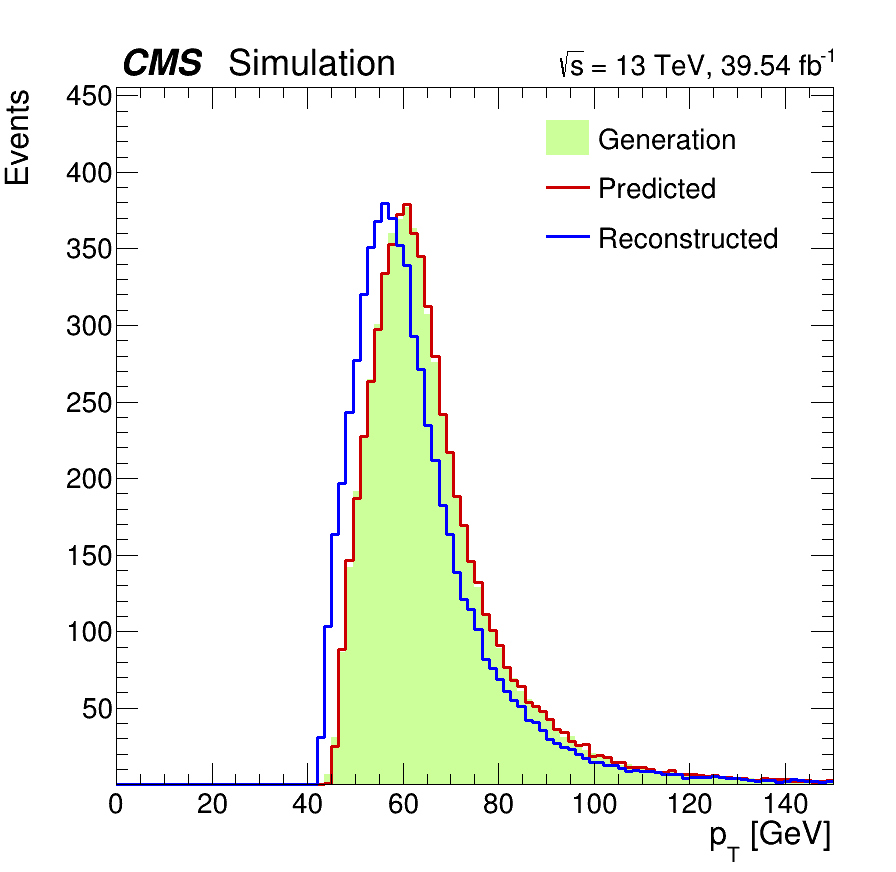 CMS Simulation √s = 13 TeV, 39.54 fb⁻¹
Events
450
400
350
300
250
200
150
100
50
Generation
Predicted
Reconstructed
0 20 40 60 80 100 120 140
p_T [GeV]